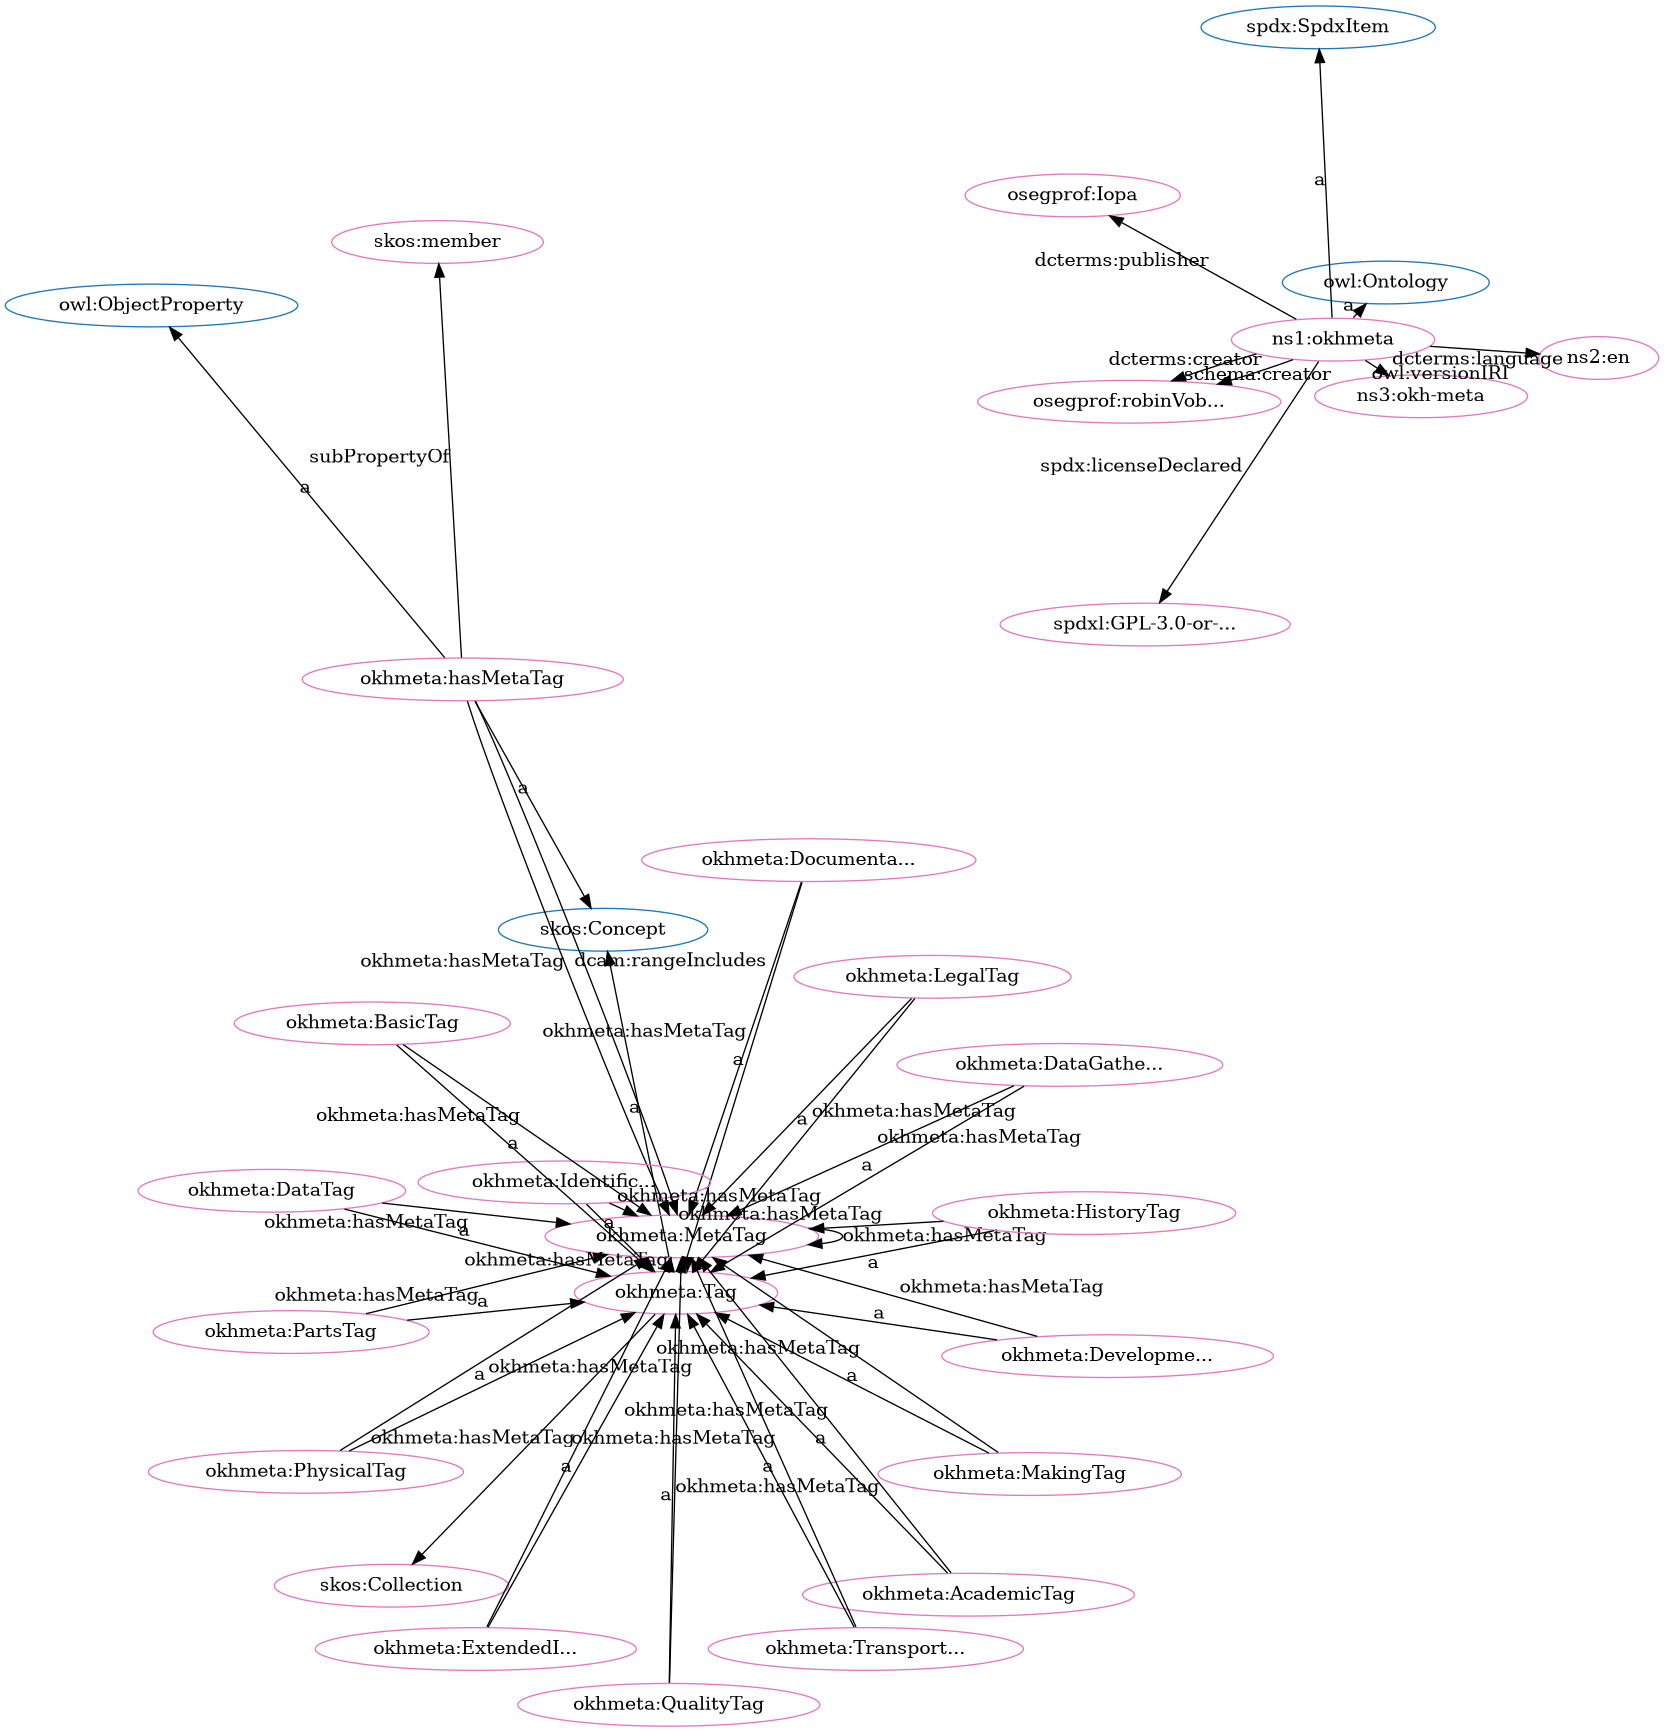 spdx:SpdxItem
a
osegprof:Iopa
skos:member
dcterms:publisher
owl:Ontology
owl:ObjectProperty
a
ns1:okhmeta
dcterms:creator
dcterms:language
ns2:en
schema:creator
owl:versionIRI
osegprof:robinVob...
ns3:okh-meta
subPropertyOf
spdx:licenseDeclared
a
spdxl:GPL-3.0-or-...
okhmeta:hasMetaTag
a
okhmeta:Documenta...
skos:Concept
okhmeta:hasMetaTag
dcam:rangeIncludes
okhmeta:LegalTag
okhmeta:BasicTag
okhmeta:hasMetaTag
a
okhmeta:DataGathe...
a
okhmeta:hasMetaTag
a
okhmeta:hasMetaTag
okhmeta:hasMetaTag
a
a
okhmeta:DataTag
okhmeta:Identific...
okhmeta:hasMetaTag
okhmeta:hasMetaTag
okhmeta:HistoryTag
okhmeta:hasMetaTag
a
a
okhmeta:MetaTag
okhmeta:hasMetaTag
okhmeta:hasMetaTag
a
okhmeta:hasMetaTag
okhmeta:Tag
okhmeta:hasMetaTag
a
okhmeta:PartsTag
a
okhmeta:hasMetaTag
okhmeta:Developme...
a
okhmeta:hasMetaTag
a
okhmeta:hasMetaTag
okhmeta:hasMetaTag
okhmeta:hasMetaTag
a
okhmeta:PhysicalTag
a
a
okhmeta:MakingTag
okhmeta:hasMetaTag
a
skos:Collection
okhmeta:AcademicTag
okhmeta:ExtendedI...
okhmeta:Transport...
okhmeta:QualityTag